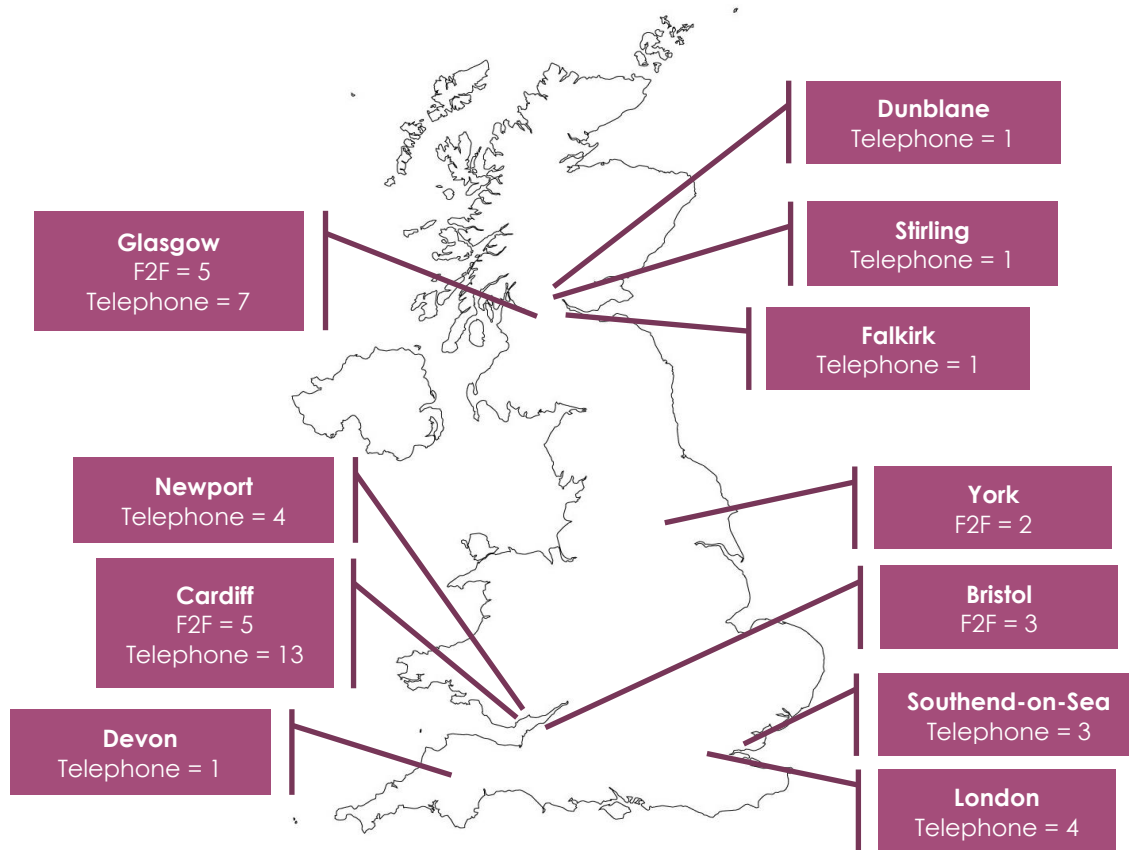 Dunblane
Telephone = 1
Stirling
Telephone = 1
Glasgow
F2F = 5
Telephone = 7
Falkirk
Telephone = 1
Newport
Telephone = 4
York
F2F = 2
Cardiff
F2F = 5
Telephone = 13
Bristol
F2F = 3
Southend-on-Sea
Telephone = 3
Devon
Telephone = 1
London
Telephone = 4